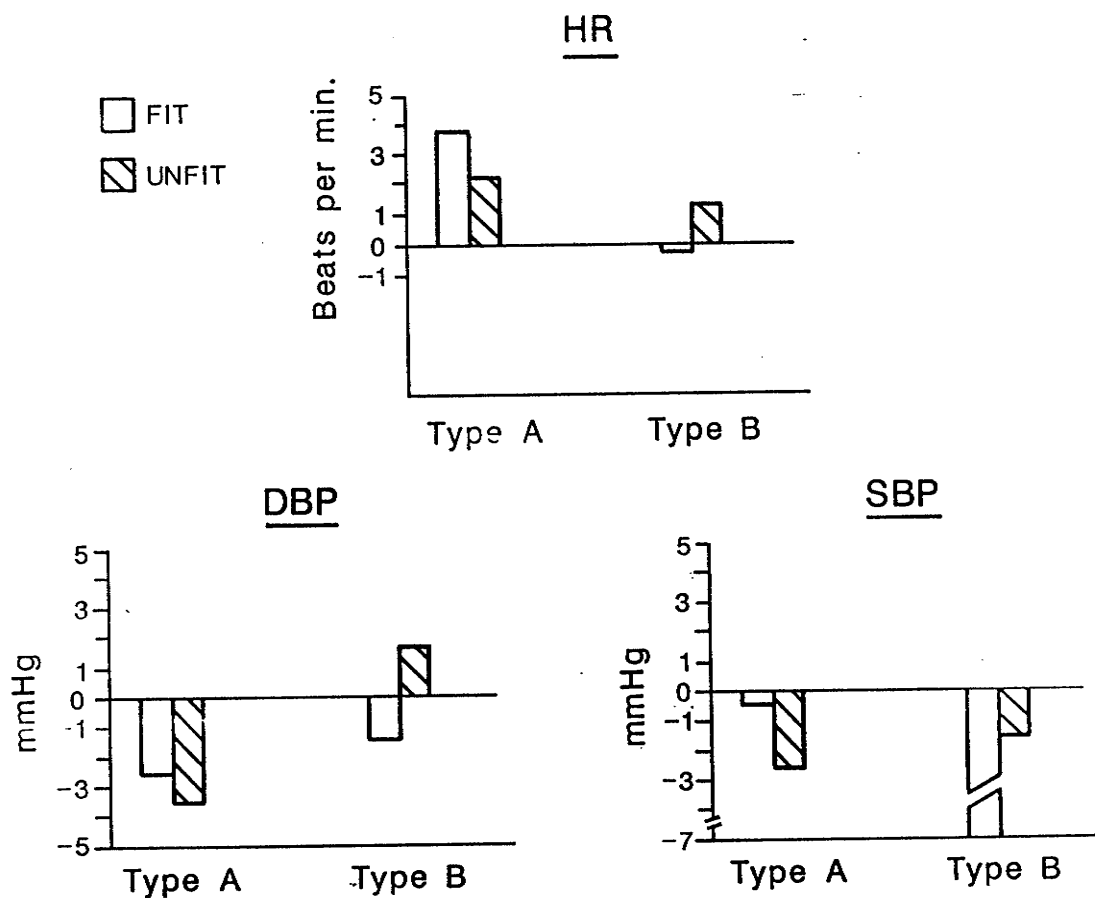 HR
FIT
UNFIT
Beats per min.
5
3
1
0
-1
Type A
Type B
DBP
mmHg
5
3
1
0
-1
-3
-5
Type A
Type B
SBP
mmHg
5
3
1
0
-1
-3
-7
Type A
Type B